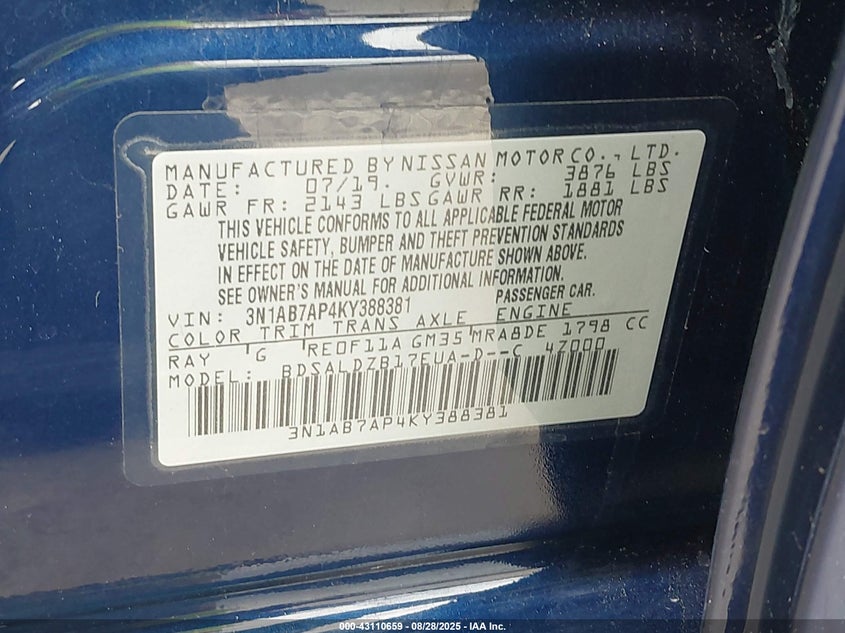 MANUFACTURED BY NISSAN MOTOR CO., LTD.
DATE: 07/19. GVWR: 3876 LBS
GAWR FR: 2143 LBS GAWR RR: 1881 LBS
THIS VEHICLE CONFORMS TO ALL APPLICABLE FEDERAL MOTOR
VEHICLE SAFETY, BUMPER AND THEFT PREVENTION STANDARDS
IN EFFECT ON THE DATE OF MANUFACTURE SHOWN ABOVE.
SEE OWNER'S MANUAL FOR ADDITIONAL INFORMATION.
VIN: 3N1AB7AP4KY388381 PASSENGER CAR.
COLOR TRIM TRANS AXLE ENGINE
RAY G RE0F11A GM35 MRA8DE 1798 CC
MODEL: BDSALDZB17EUA-D--C 4Z000
3N1AB7AP4KY388381
000-43110659 - 08/28/2025 - IAA Inc.